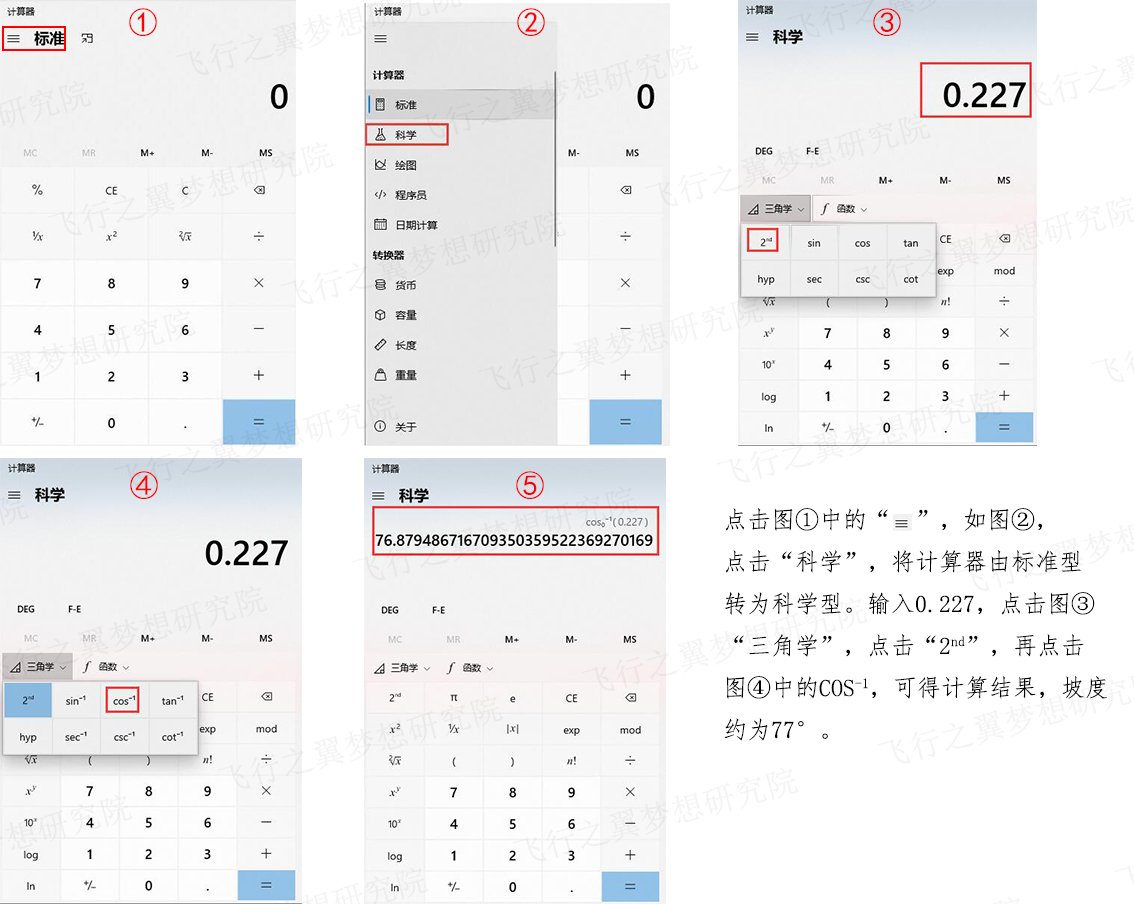 计算器
①
≡ 标准
0
MC MR M+ M- MS
% CE C ⌫
¹/x x² ²√x ÷
7 8 9 ×
4 5 6 −
1 2 3 +
+/− 0 . =
计算器
②
≡
计算器
标准
科学
绘图
程序员
日期计算
转换器
货币
容量
长度
重量
关于
0
M- MS
⌫
÷
×
−
+
=
计算器
③
≡ 科学
0.227
DEG F-E
MC MR M+ M- MS
三角学 函数
2ⁿᵈ sin cos tan CE ⌫
hyp sec csc cot exp mod
²√x ( ) n! ÷
xʸ 7 8 9 ×
10ˣ 4 5 6 −
log 1 2 3 +
ln +/− 0 . =
计算器
④
≡ 科学
0.227
DEG F-E
MC MR M+ M- MS
三角学 函数
2ⁿᵈ sin⁻¹ cos⁻¹ tan⁻¹ CE ⌫
hyp sec⁻¹ csc⁻¹ cot⁻¹ exp mod
²√x ( ) n! ÷
xʸ 7 8 9 ×
10ˣ 4 5 6 −
log 1 2 3 +
ln +/− 0 . =
计算器
⑤
≡ 科学
cos₀⁻¹( 0.227 )
76.879486716709350359522369270169
DEG F-E
MC MR M+ M- MS
三角学 函数
2ⁿᵈ π e CE ⌫
x² ¹/x |x| exp mod
²√x ( ) n! ÷
xʸ 7 8 9 ×
10ˣ 4 5 6 −
log 1 2 3 +
ln +/− 0 . =
点击图①中的“≡”，如图②，
点击“科学”，将计算器由标准型
转为科学型。输入0.227，点击图③
“三角学”，点击“2ⁿᵈ”，再点击
图④中的COS⁻¹，可得计算结果，坡度
约为77°。
飞行之翼梦想研究院